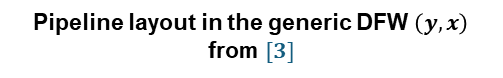 Pipeline layout in the generic DFW (y, x)
from [3]